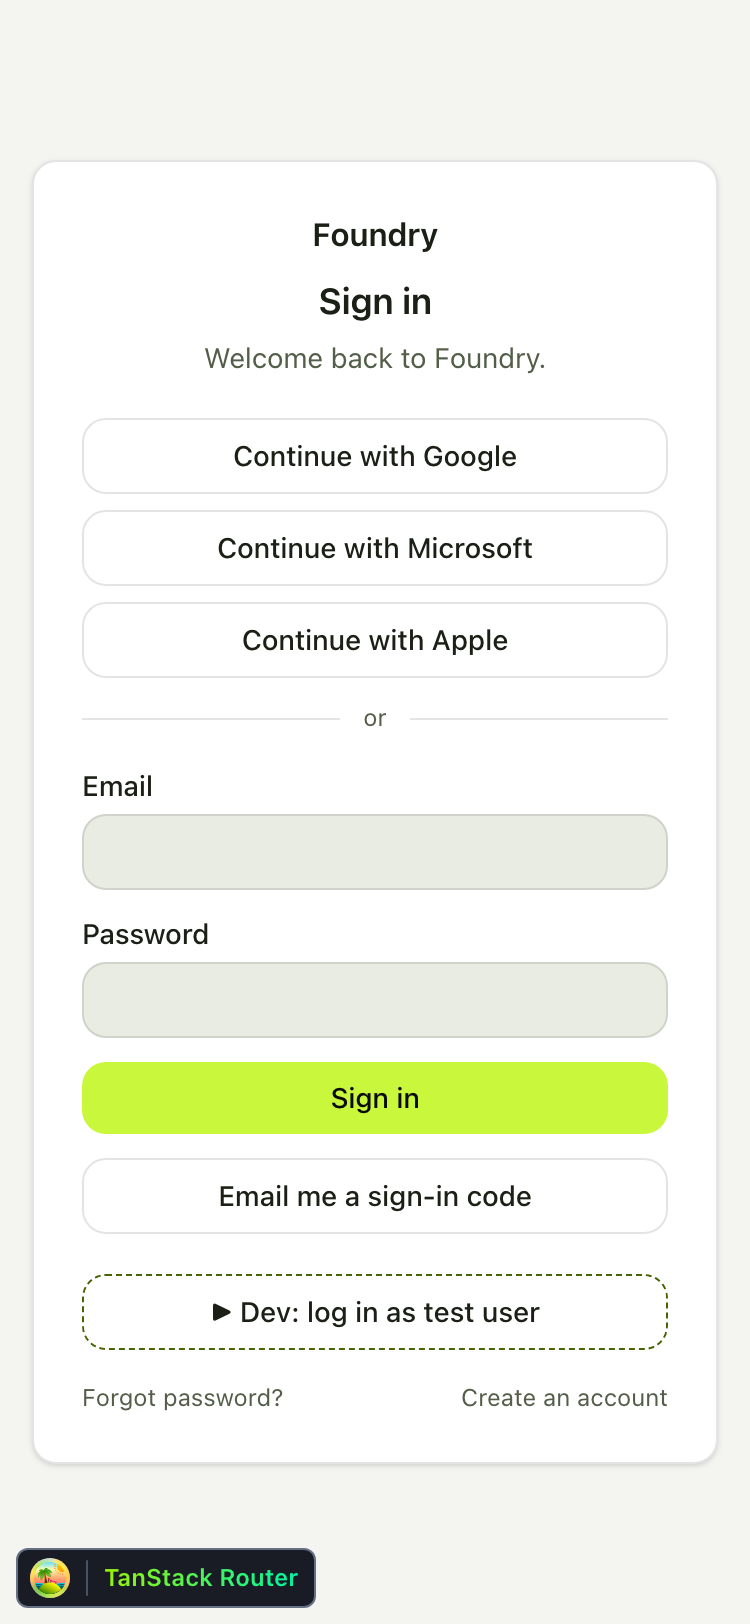 Foundry
Sign in
Welcome back to Foundry.
Continue with Google
Continue with Microsoft
Continue with Apple
or
Email
Password
Sign in
Email me a sign-in code
Dev: log in as test user
Forgot password?
Create an account
TanStack Router